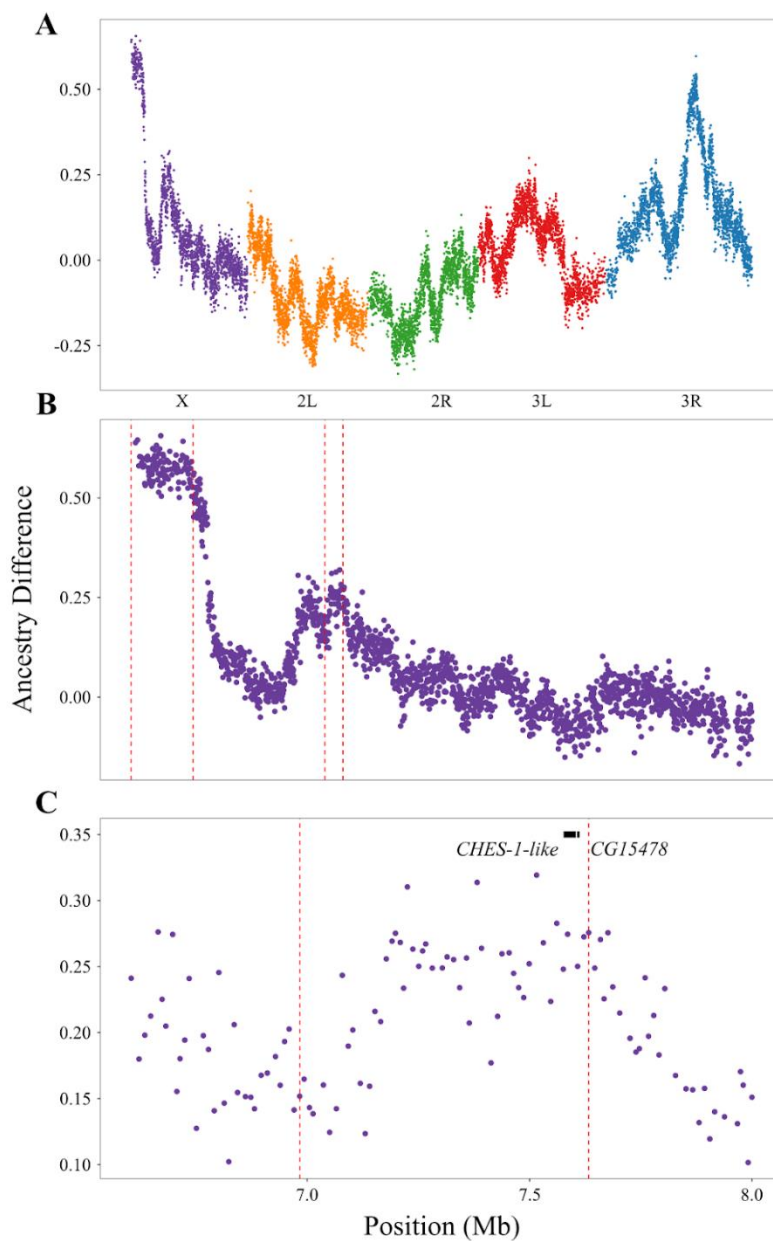 A
0.50
0.25
0.00
-0.25
X 2L 2R 3L 3R
B
0.50
0.25
0.00
Ancestry Difference
C
0.35
CHES-1-like CG15478
0.30
0.25
0.20
0.15
0.10
7.0 7.5 8.0
Position (Mb)